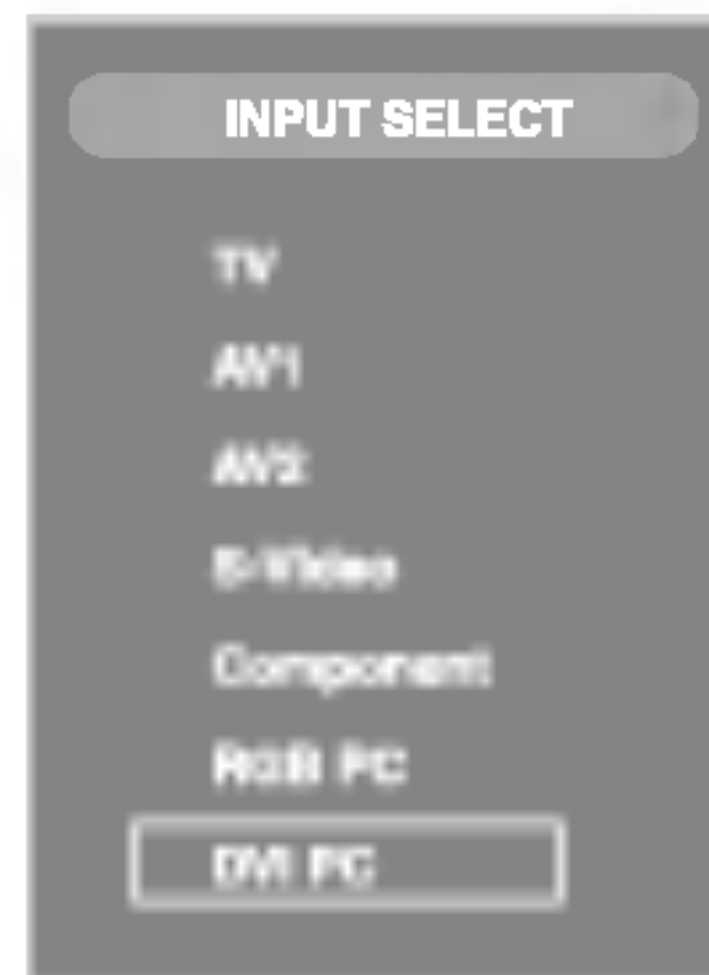 INPUT SELECT
TV
AV1
AV2
S-Video
Component
RGB PC
DVI PC